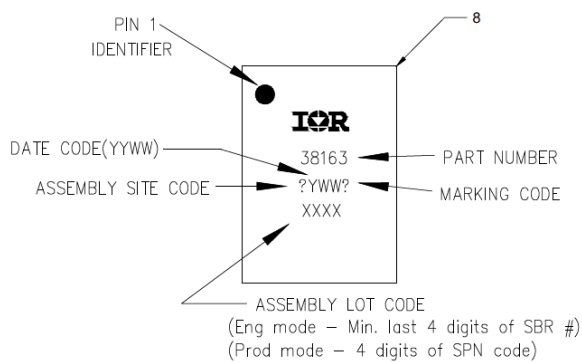 PIN 1
IDENTIFIER
8
IOR
DATE CODE(YYWW)
38163
PART NUMBER
ASSEMBLY SITE CODE
?YWW?
MARKING CODE
XXXX
ASSEMBLY LOT CODE
(Eng mode – Min. last 4 digits of SBR #)
(Prod mode – 4 digits of SPN code)